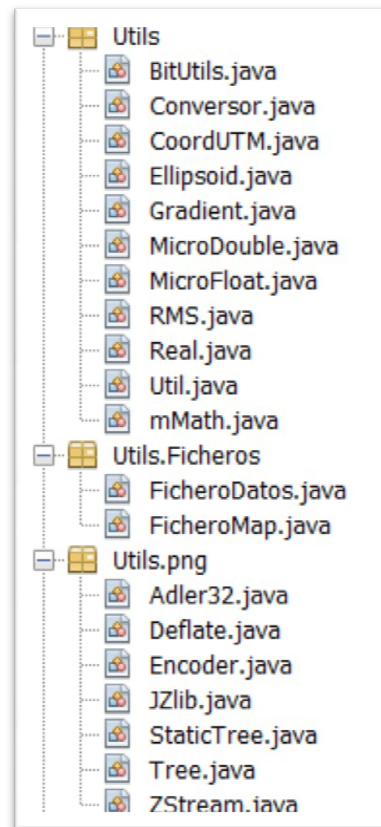 Utils
BitUtils.java
Conversor.java
CoordUTM.java
Ellipsoid.java
Gradient.java
MicroDouble.java
MicroFloat.java
RMS.java
Real.java
Util.java
mMath.java
Utils.Ficheros
FicheroDatos.java
FicheroMap.java
Utils.png
Adler32.java
Deflate.java
Encoder.java
JZlib.java
StaticTree.java
Tree.java
ZStream.java